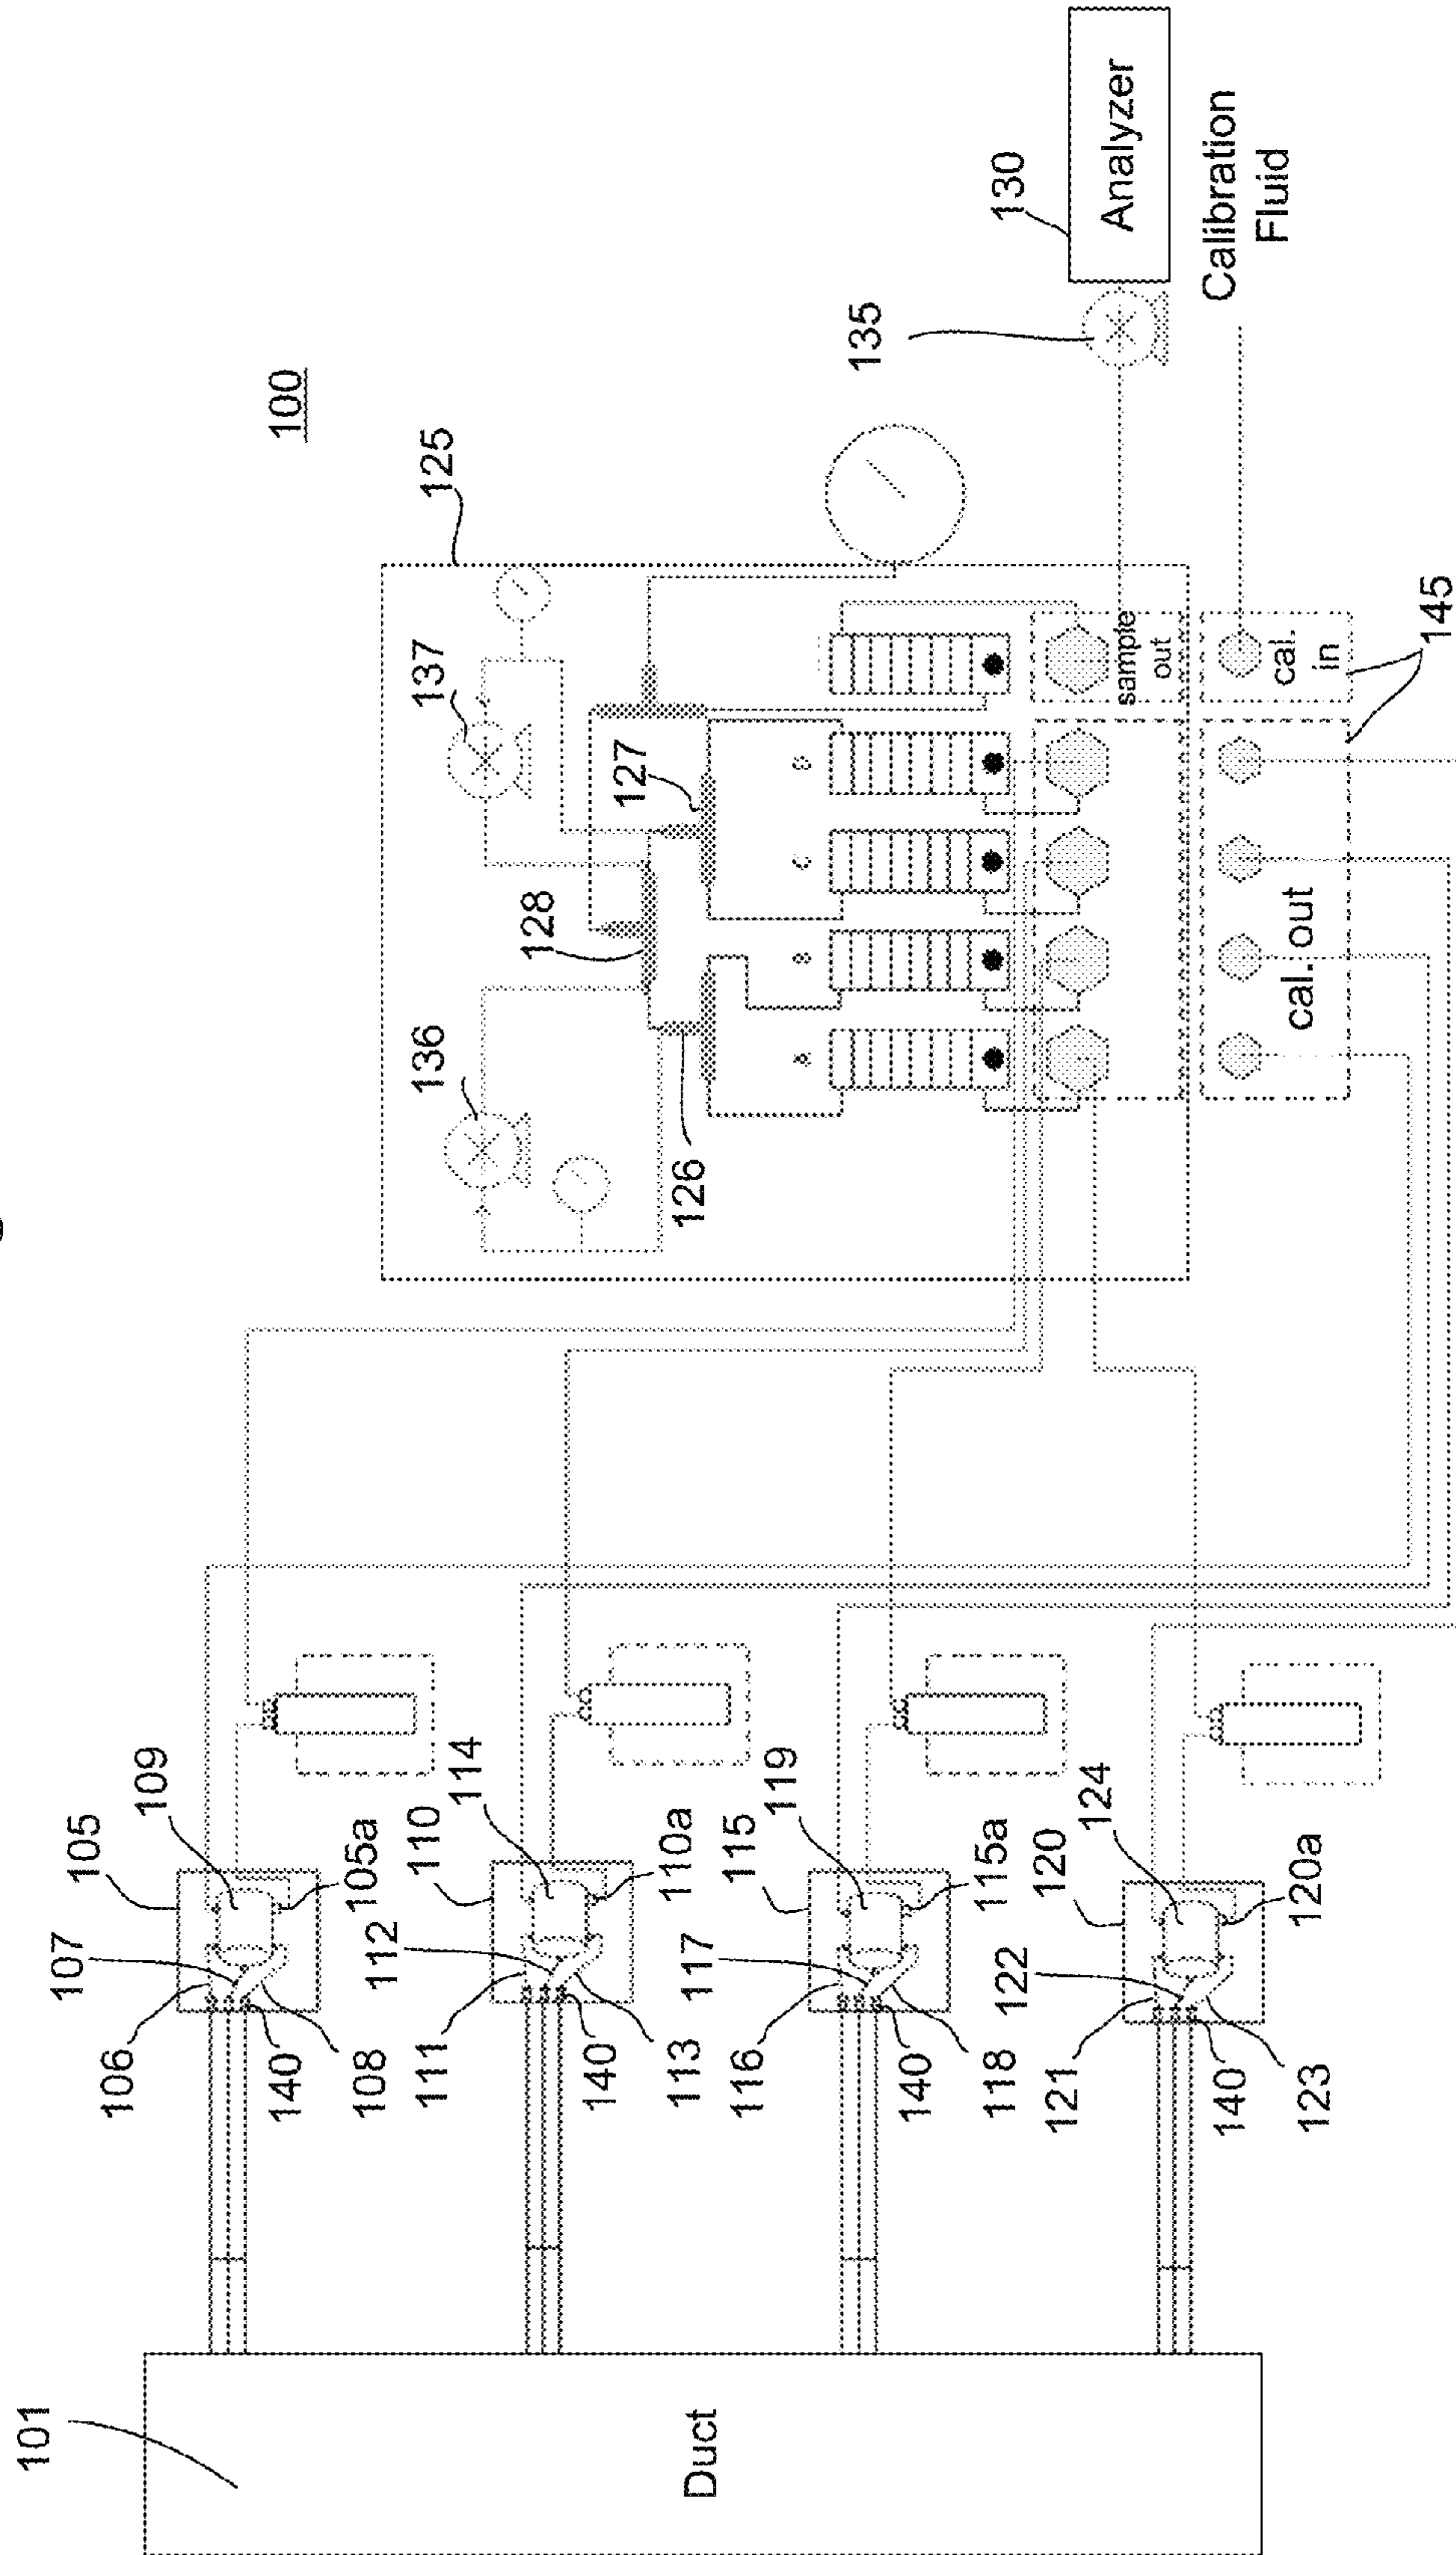 100
101
Duct
105
107
109
106
105a
140
108
110
114
112
111
110a
140
113
115
119
117
116
115a
140
118
120
124
122
121
120a
140
123
125
136
137
128
127
126
A
B
C
D
sample
out
cal. out
cal.
in
145
135
130
Analyzer
Calibration
Fluid